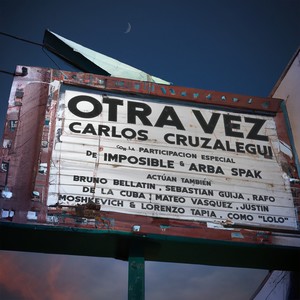 OTRA VEZ
CARLOS CRUZALEGUI
CON LA PARTICIPACION ESPECIAL
DE IMPOSIBLE & ARBA SPAK
ACTÚAN TAMBIÉN
BRUNO BELLATIN, SEBASTIAN GUIJA, RAFO
DE LA CUBA, MATEO VASQUEZ, JUSTIN
MOSHKEVICH & LORENZO TAPIA, COMO "LOLO"